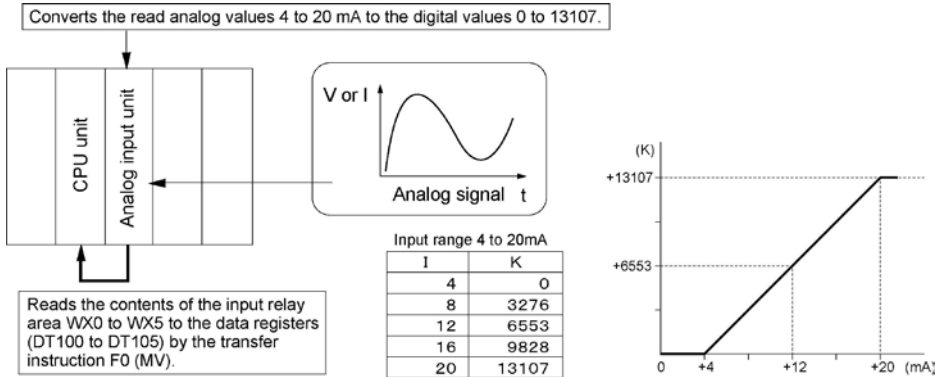 Converts the read analog values 4 to 20 mA to the digital values 0 to 13107.
CPU unit
Analog input unit
V or I
Analog signal t
Reads the contents of the input relay
area WX0 to WX5 to the data registers
(DT100 to DT105) by the transfer
instruction F0 (MV).
Input range 4 to 20mA
I K
4 0
8 3276
12 6553
16 9828
20 13107
(K)
+13107
+6553
0 +4 +12 +20 (mA)